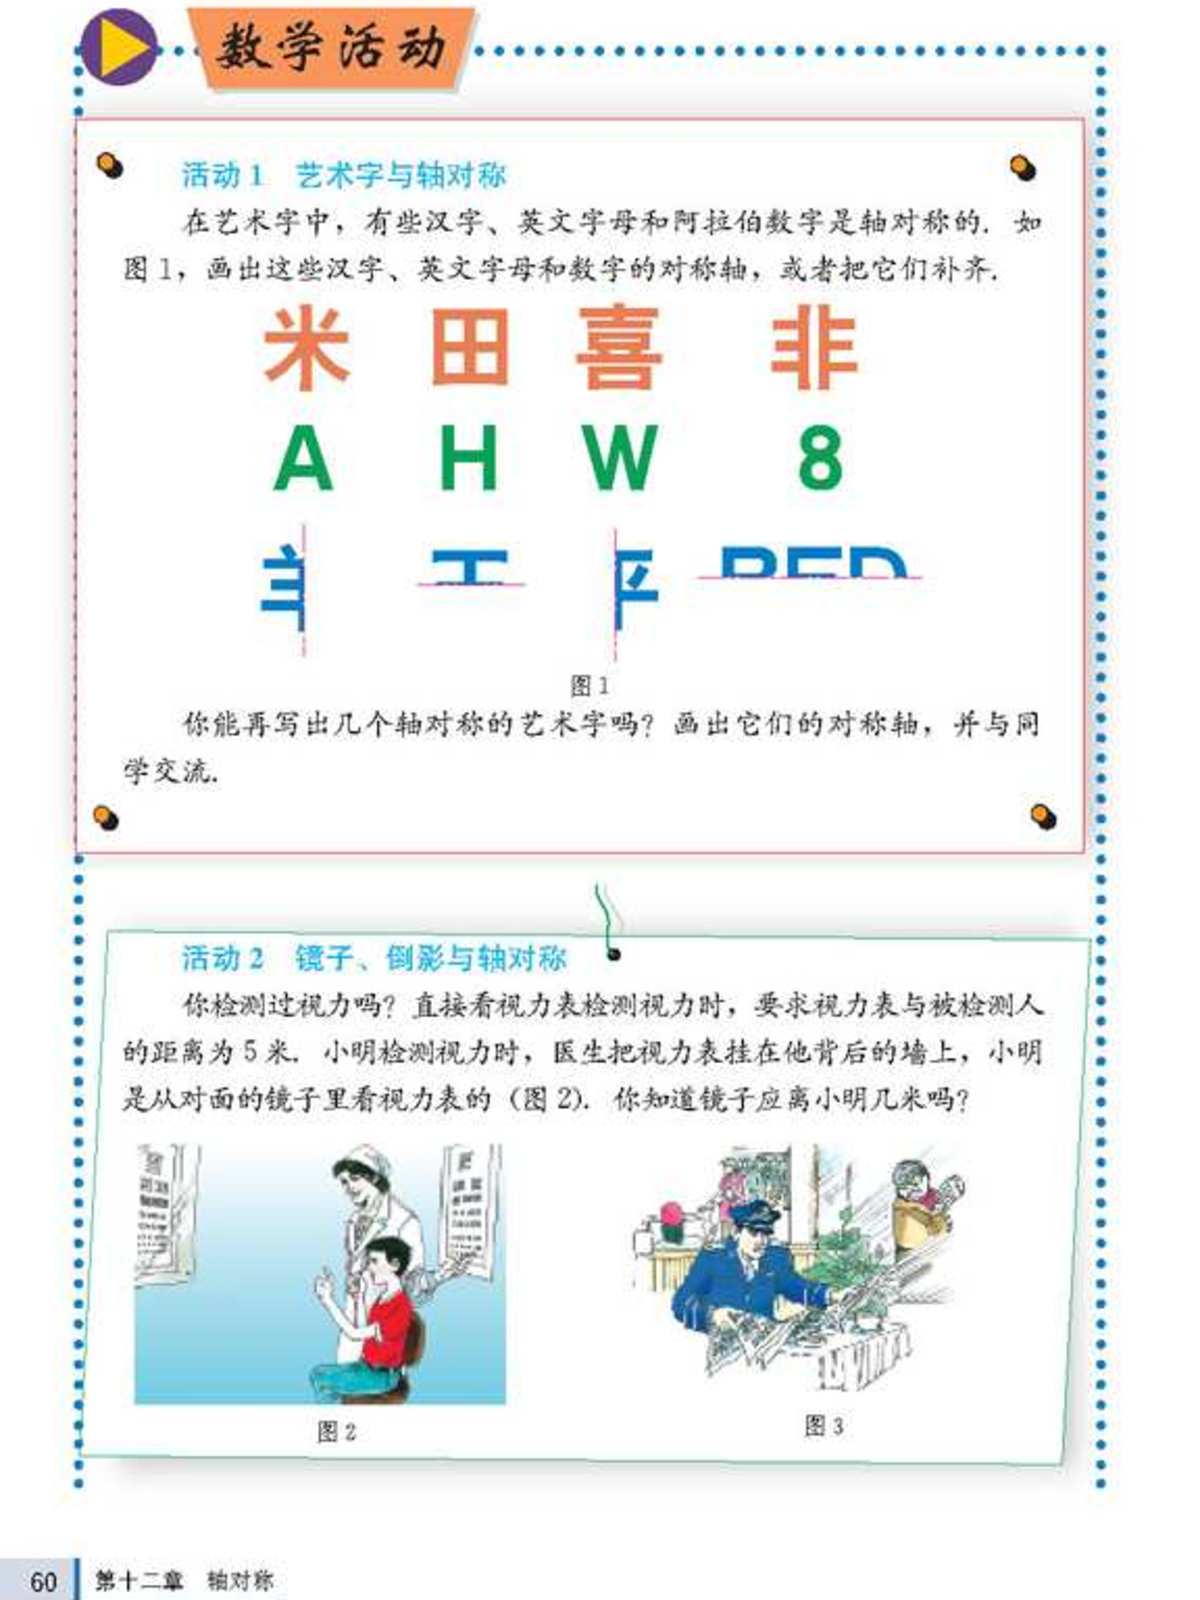 数学活动
活动1 艺术字与轴对称
在艺术字中，有些汉字、英文字母和阿拉伯数字是轴对称的．如
图1，画出这些汉字、英文字母和数字的对称轴，或者把它们补齐．
米 田 喜 非
A H W 8
图1
你能再写出几个轴对称的艺术字吗？画出它们的对称轴，并与同
学交流．
活动2 镜子、倒影与轴对称
你检测过视力吗？直接看视力表检测视力时，要求视力表与被检测人
的距离为5米．小明检测视力时，医生把视力表挂在他背后的墙上，小明
是从对面的镜子里看视力表的（图2）．你知道镜子应离小明几米吗？
图2
图3
60 第十二章 轴对称